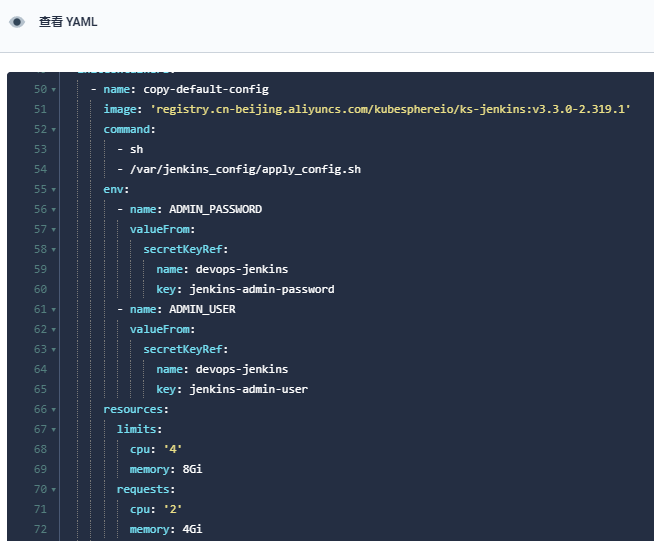 查看 YAML
50 - name: copy-default-config
51 image: 'registry.cn-beijing.aliyuncs.com/kubesphereio/ks-jenkins:v3.3.0-2.319.1'
52 command:
53 - sh
54 - /var/jenkins_config/apply_config.sh
55 env:
56 - name: ADMIN_PASSWORD
57 valueFrom:
58 secretKeyRef:
59 name: devops-jenkins
60 key: jenkins-admin-password
61 - name: ADMIN_USER
62 valueFrom:
63 secretKeyRef:
64 name: devops-jenkins
65 key: jenkins-admin-user
66 resources:
67 limits:
68 cpu: '4'
69 memory: 8Gi
70 requests:
71 cpu: '2'
72 memory: 4Gi